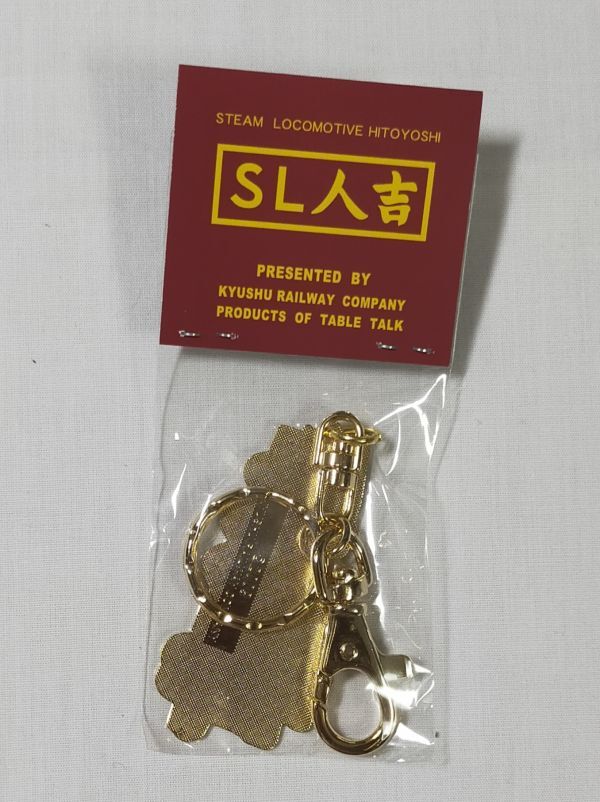 STEAM LOCOMOTIVE HITOYOSHI
SL人吉
PRESENTED BY
KYUSHU RAILWAY COMPANY
PRODUCTS OF TABLE TALK